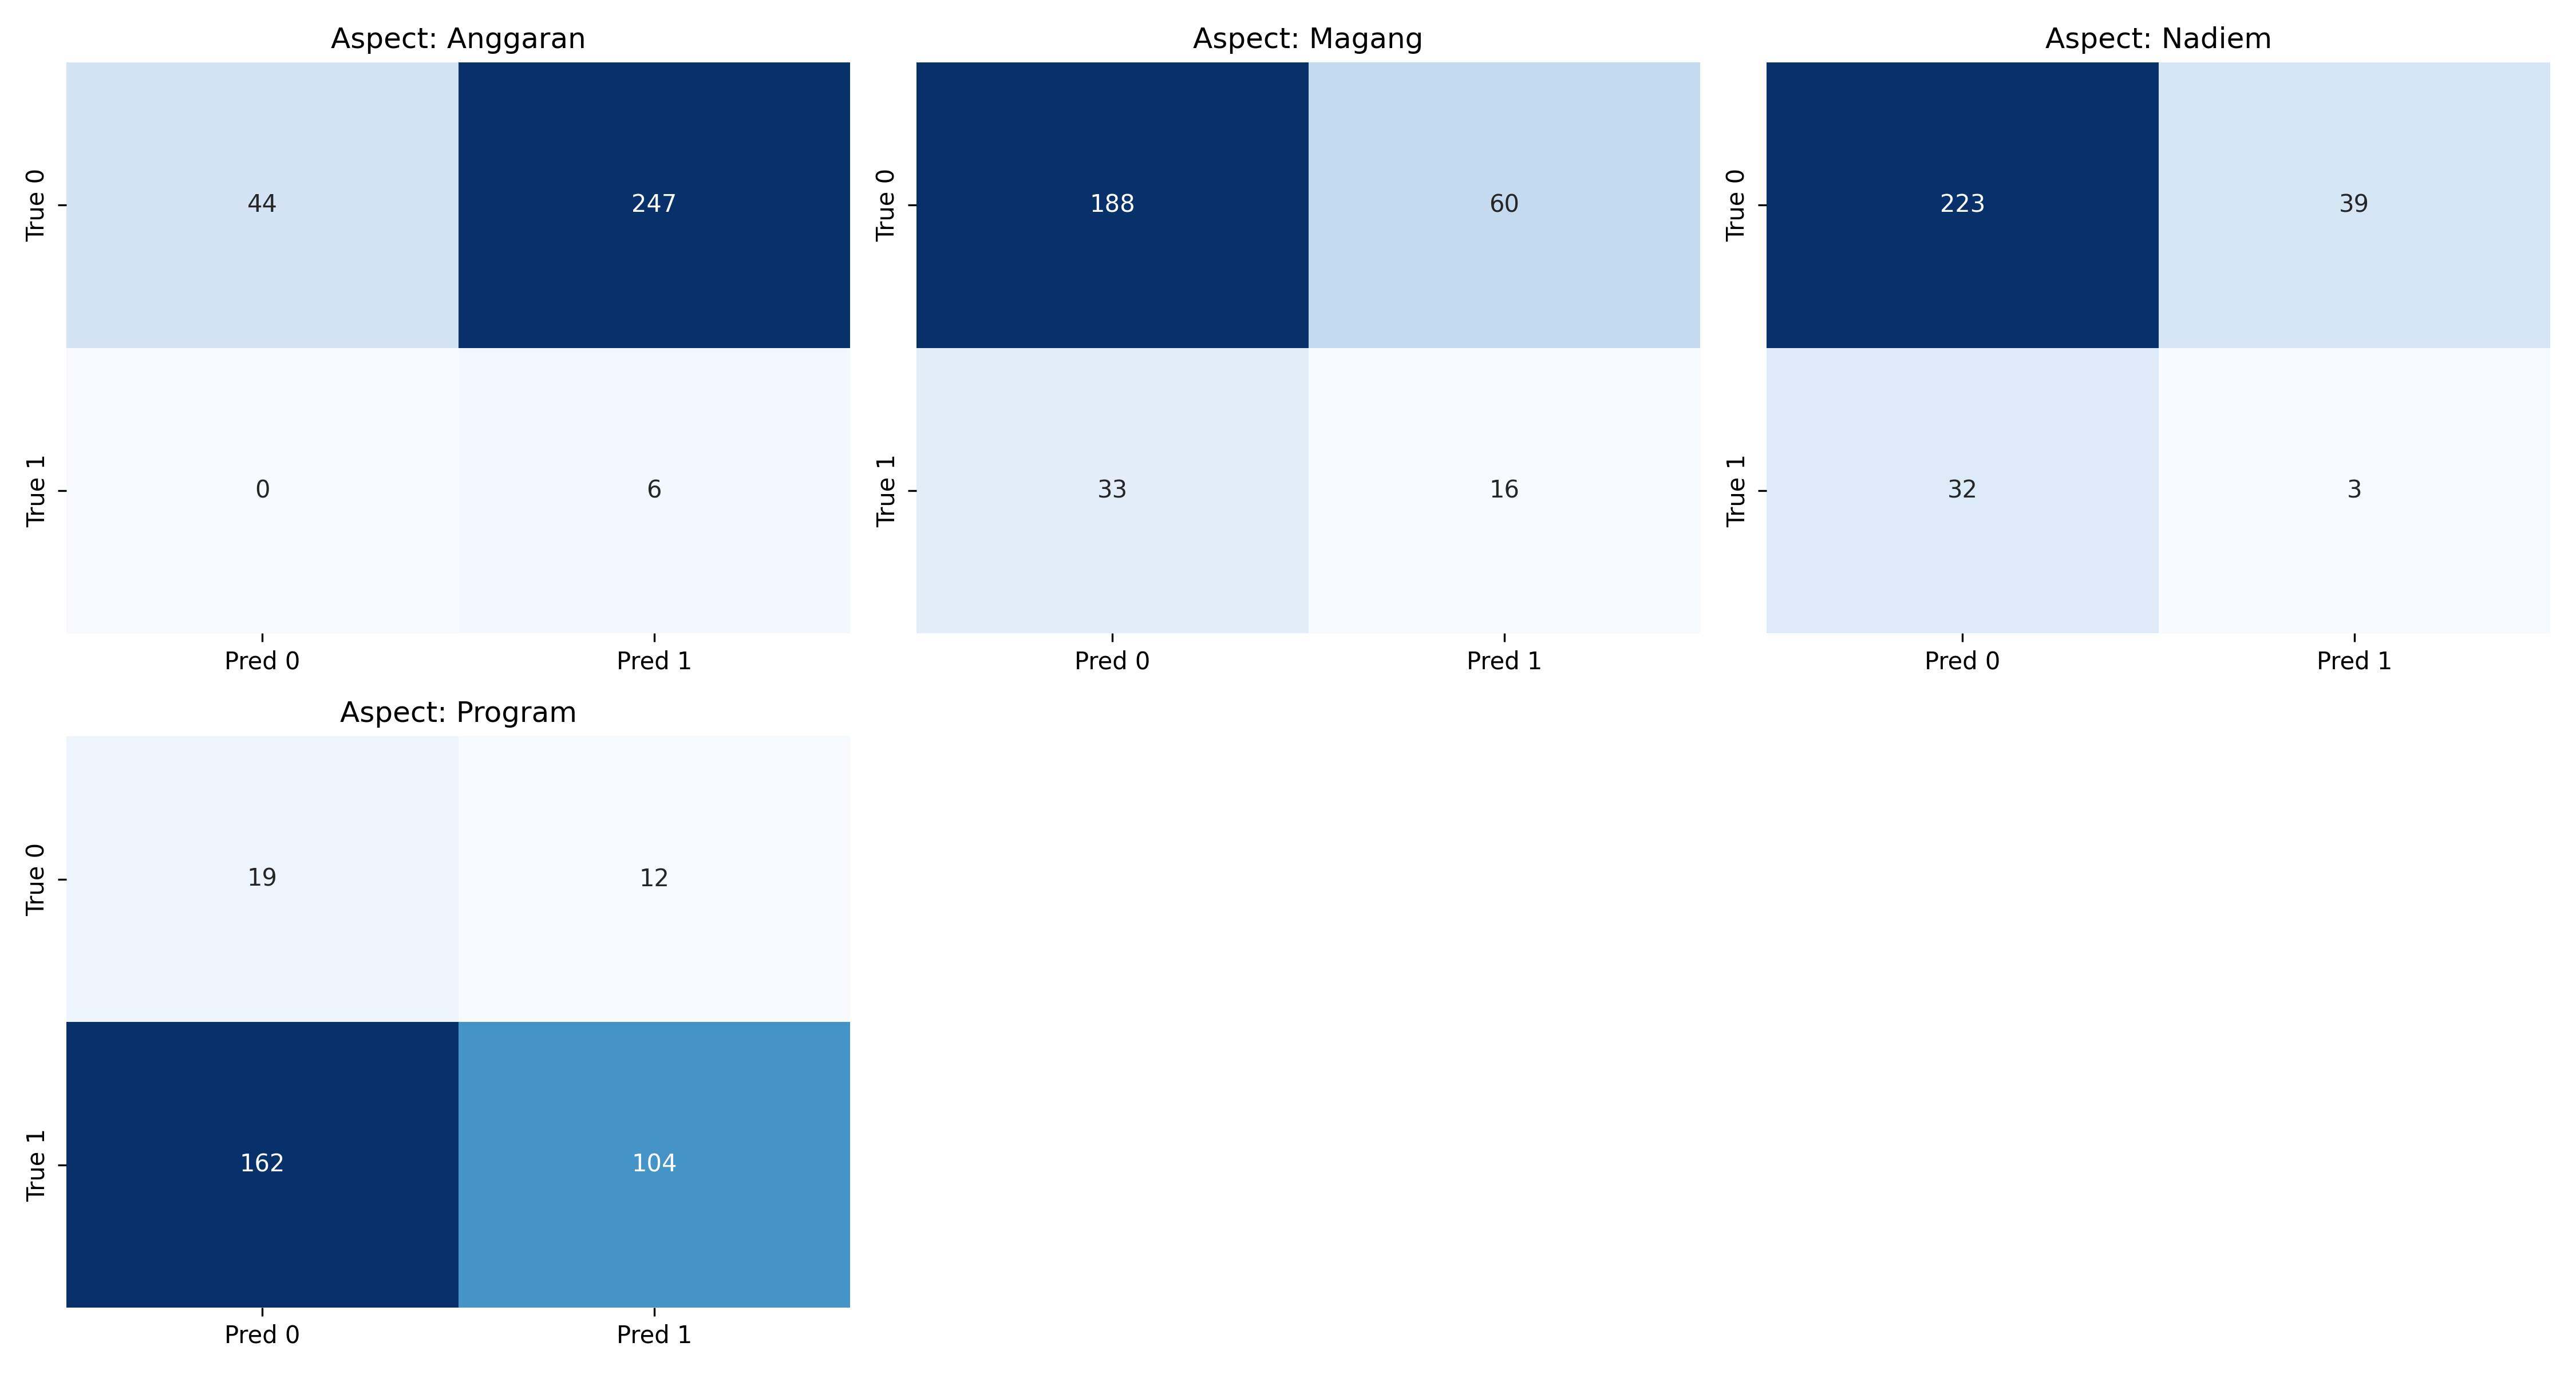 Aspect: Anggaran
True 0
44
247
True 1
0
6
Pred 0
Pred 1
Aspect: Magang
True 0
188
60
True 1
33
16
Pred 0
Pred 1
Aspect: Nadiem
True 0
223
39
True 1
32
3
Pred 0
Pred 1
Aspect: Program
True 0
19
12
True 1
162
104
Pred 0
Pred 1